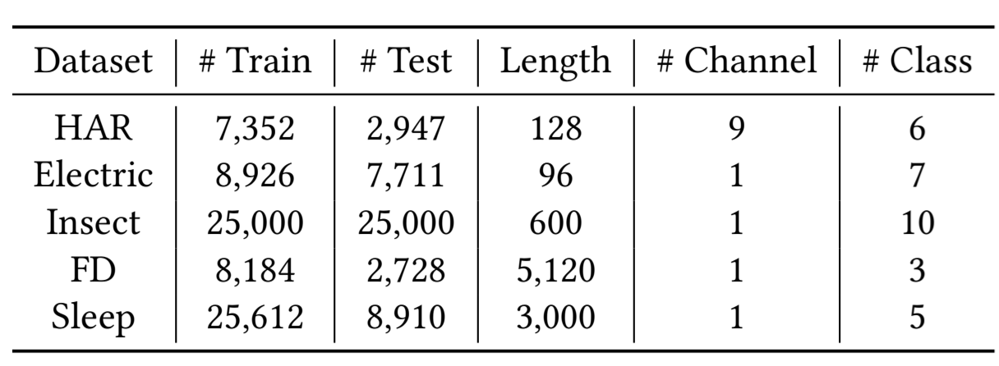 Dataset # Train # Test Length # Channel # Class
HAR 7,352 2,947 128 9 6
Electric 8,926 7,711 96 1 7
Insect 25,000 25,000 600 1 10
FD 8,184 2,728 5,120 1 3
Sleep 25,612 8,910 3,000 1 5